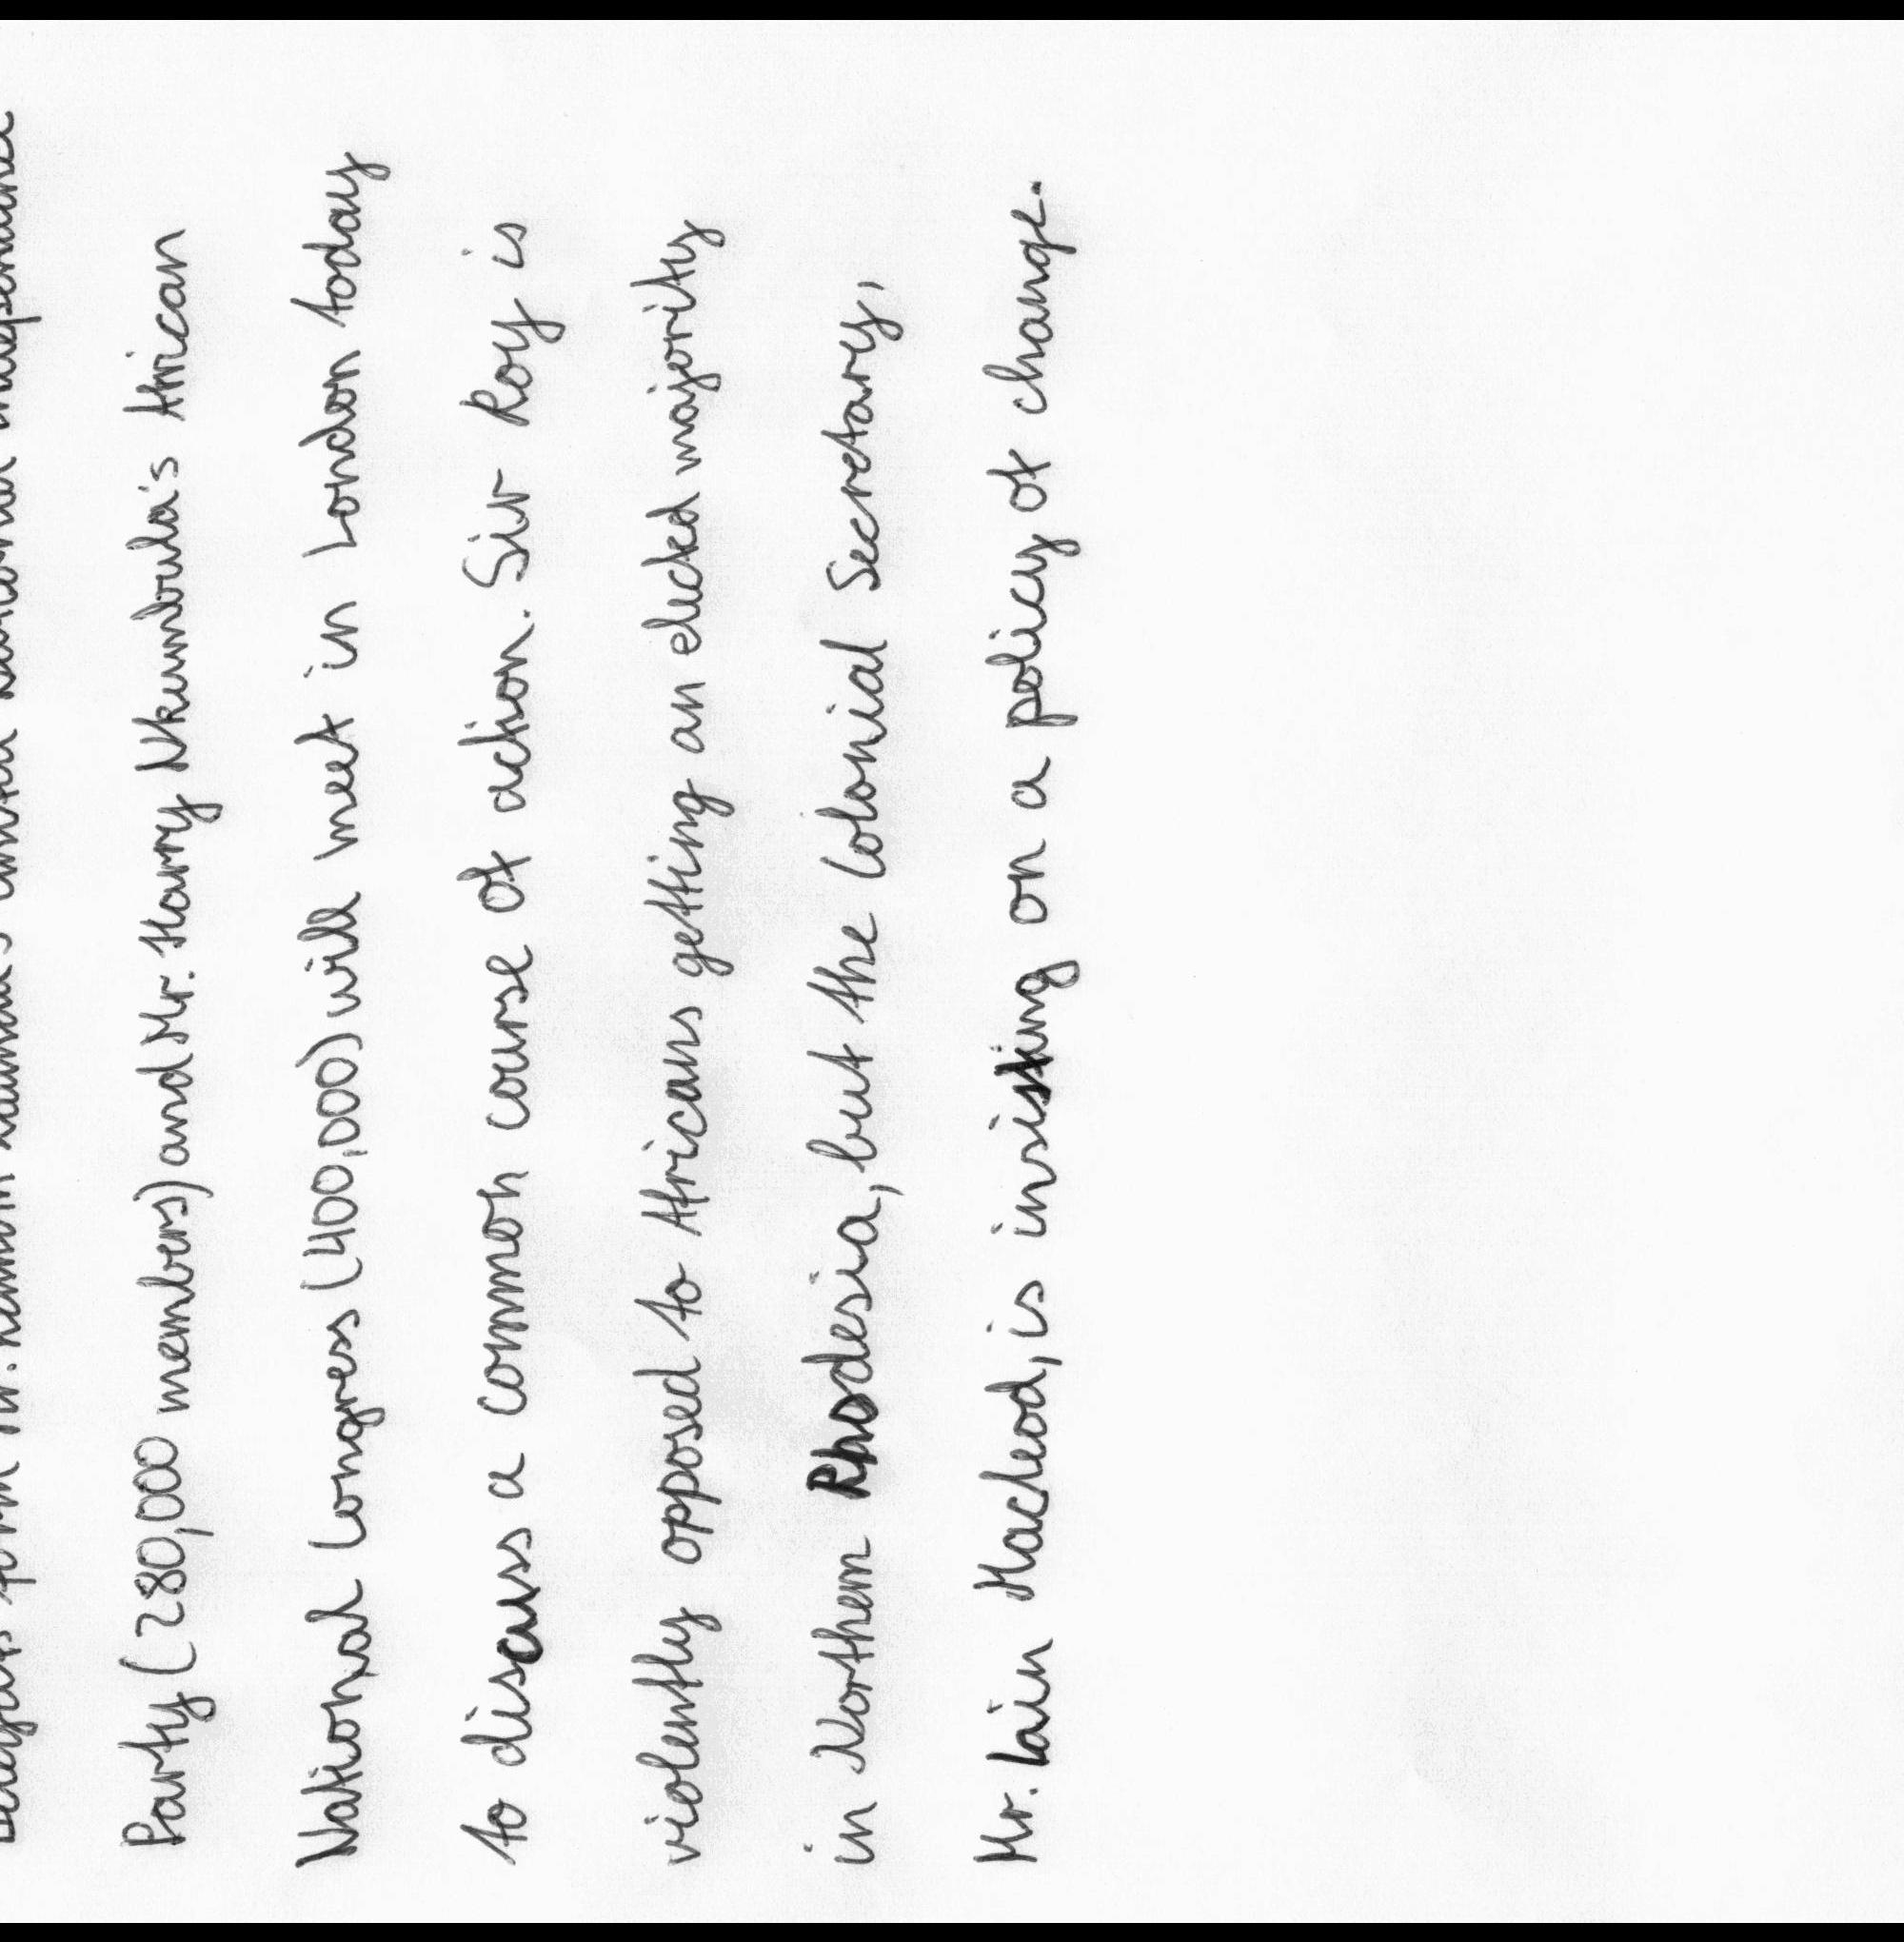 Delegates from Mr. Kenneth Kaunda's United National Independence
Party (280,000 members) and Mr. Harry Nkumbula's African
National Congress (400,000) will meet in London today
to discuss a common course of action. Sir Roy is
violently opposed to Africans getting an elected majority
in Northern Rhodesia, but the Colonial Secretary,
Mr. Iain Macleod, is insisting on a policy of change.